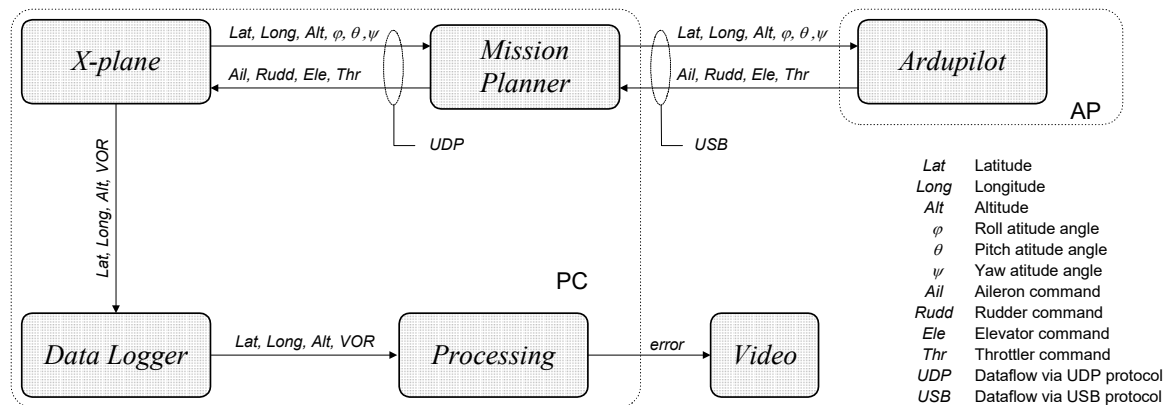 X-plane
Lat, Long, Alt, φ, θ ,ψ
Ail, Rudd, Ele, Thr
Mission
Planner
Lat, Long, Alt, φ, θ ,ψ
Ail, Rudd, Ele, Thr
Ardupilot
AP
UDP
USB
Lat, Long, Alt, VOR
PC
Data Logger
Lat, Long, Alt, VOR
Processing
error
Video
Lat Latitude
Long Longitude
Alt Altitude
φ Roll atitude angle
θ Pitch atitude angle
ψ Yaw atitude angle
Ail Aileron command
Rudd Rudder command
Ele Elevator command
Thr Throttler command
UDP Dataflow via UDP protocol
USB Dataflow via USB protocol